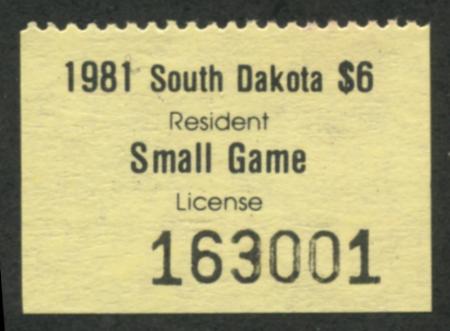 1981 South Dakota $6
Resident
Small Game
License
163001